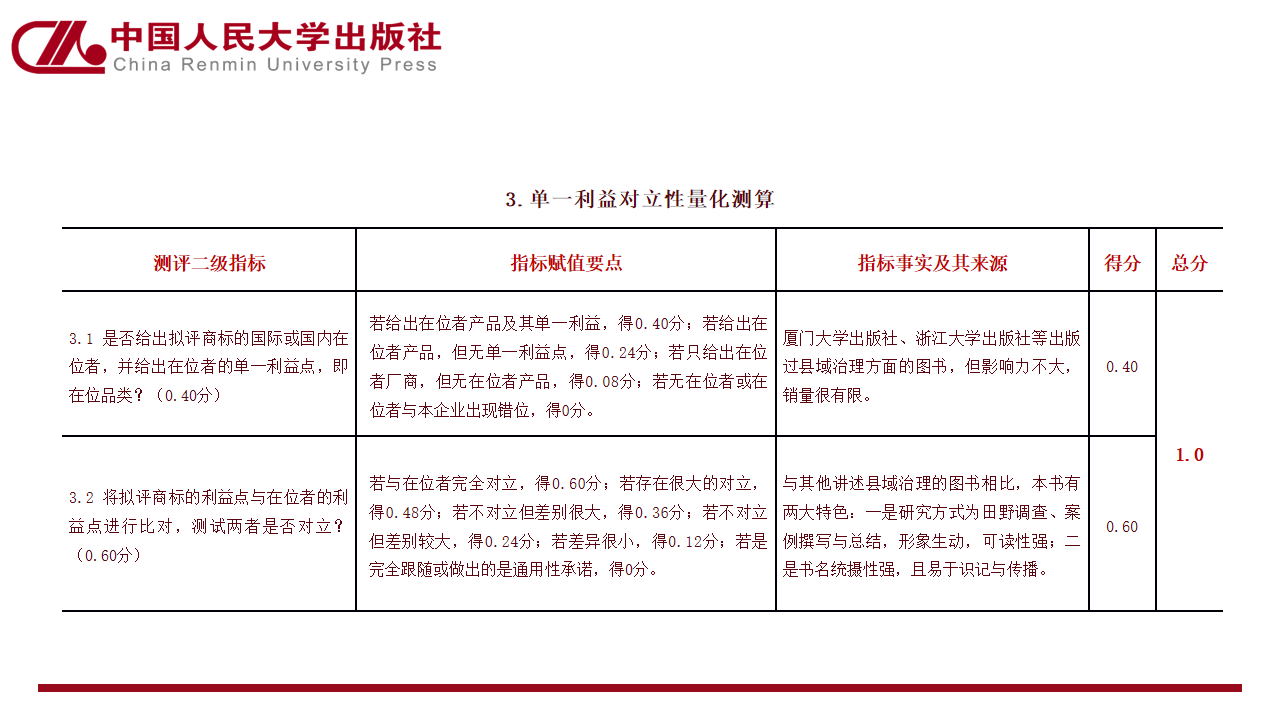 中国人民大学出版社
China Renmin University Press
3. 单一利益对立性量化测算
测评二级指标
指标赋值要点
指标事实及其来源
得分
总分
3.1 是否给出拟评商标的国际或国内在
位者，并给出在位者的单一利益点，即
在位品类？（0.40分）
若给出在位者产品及其单一利益，得0.40分；若给出在
位者产品，但无单一利益点，得0.24分；若只给出在位
者厂商，但无在位者产品，得0.08分；若无在位者或在
位者与本企业出现错位，得0分。
厦门大学出版社、浙江大学出版社等出版
过县域治理方面的图书，但影响力不大，
销量很有限。
0.40
1.0
3.2 将拟评商标的利益点与在位者的利
益点进行比对，测试两者是否对立？
（0.60分）
若与在位者完全对立，得0.60分；若存在很大的对立，
得0.48分；若不对立但差别很大，得0.36分；若不对立
但差别较大，得0.24分；若差异很小，得0.12分；若是
完全跟随或做出的是通用性承诺，得0分。
与其他讲述县域治理的图书相比，本书有
两大特色：一是研究方式为田野调查、案
例撰写与总结，形象生动，可读性强；二
是书名统摄性强，且易于识记与传播。
0.60